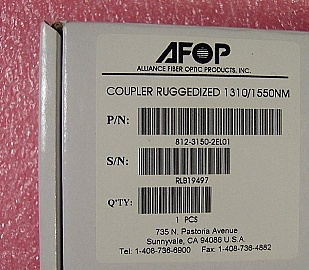 AFOP
ALLIANCE FIBER OPTIC PRODUCTS, INC.
COUPLER RUGGEDIZED 1310/1550NM
P/N:
812-3150-2EL01
S/N:
RLB19497
Q'TY:
1 PCS
735 N. Pastoria Avenue
Sunnyvale, CA 94086 U.S.A.
Tel: 1-408-736-6900 Fax: 1-408-736-4882